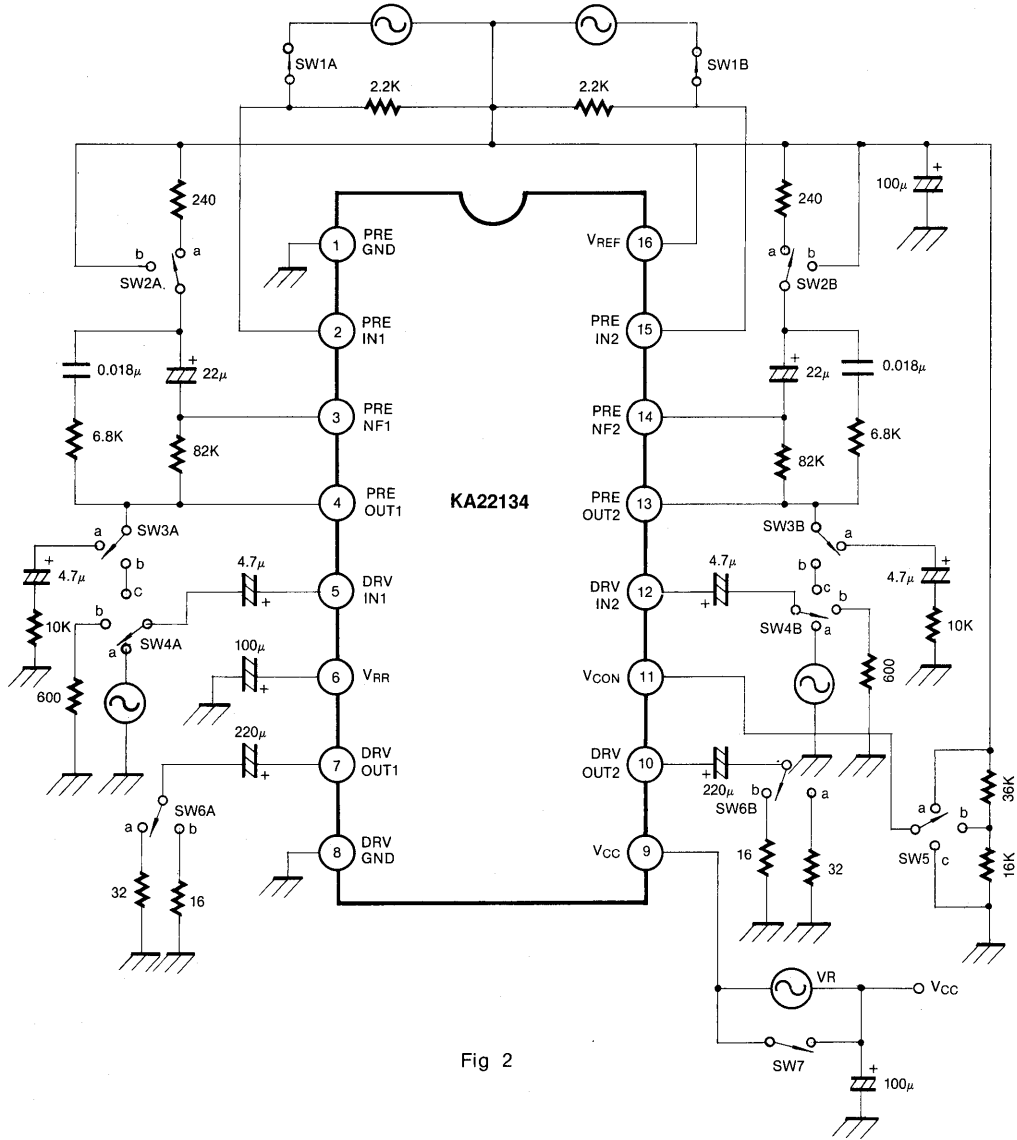 SW1A
SW1B
2.2K
2.2K
240
240
100μ
+
1
PRE
GND
VREF
16
b
a
SW2A
a
b
SW2B
2
PRE
IN1
PRE
IN2
15
0.018μ
+
22μ
+
22μ
0.018μ
3
PRE
NF1
PRE
NF2
14
6.8K
82K
82K
6.8K
KA22134
4
PRE
OUT1
PRE
OUT2
13
SW3A
a
b
c
SW3B
a
b
c
+
4.7μ
10K
+
4.7μ
10K
4.7μ
+
5
DRV
IN1
DRV
IN2
12
4.7μ
+
b
SW4A
a
b
SW4B
a
600
600
100μ
+
6
VRR
VCON
11
220μ
+
7
DRV
OUT1
DRV
OUT2
10
+
220μ
SW6A
a
b
SW6B
b
a
32
16
16
32
8
DRV
GND
VCC
9
a
b
c
SW5
36K
16K
VR
VCC
SW7
+
100μ
Fig 2